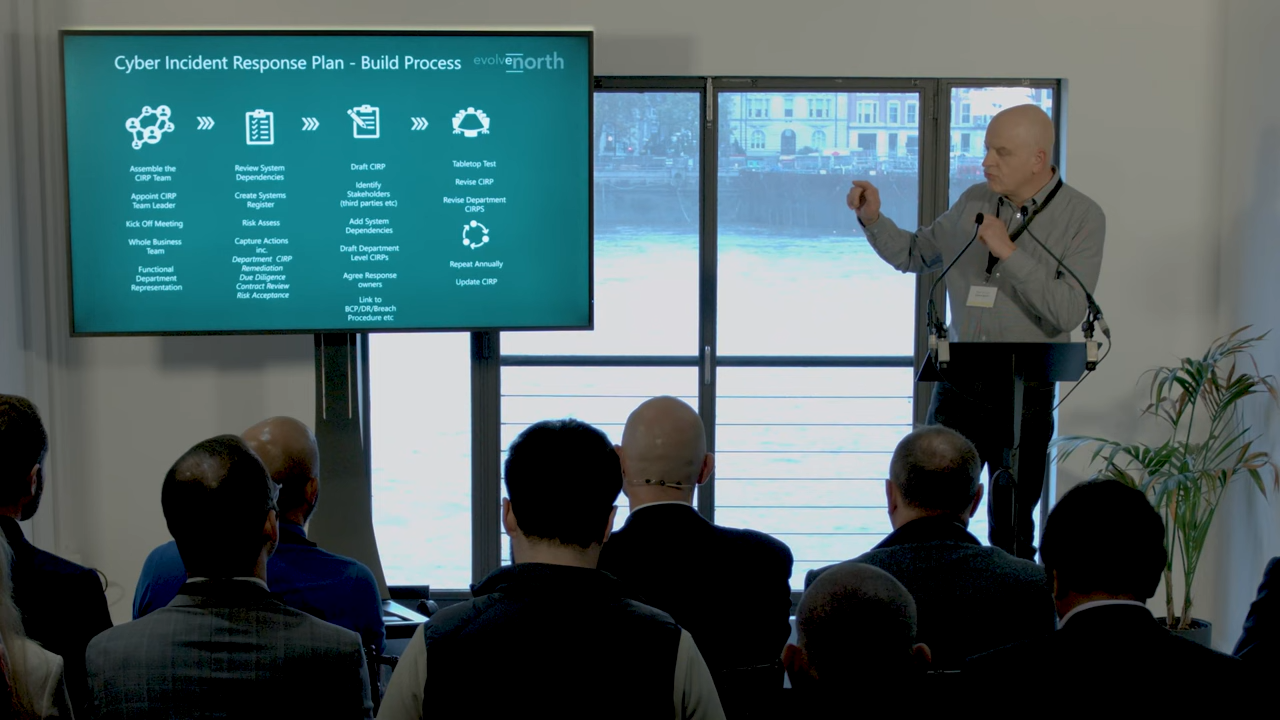 Cyber Incident Response Plan - Build Process
evolvenorth
Assemble the
CIRP Team
Appoint CIRP
Team Leader
Kick Off Meeting
Whole Business
Team
Functional
Department
Representation
Review System
Dependencies
Create Systems
Register
Risk Assess
Capture Actions
inc.
Department CIRP
Remediation
Due Diligence
Contract Review
Risk Acceptance
Draft CIRP
Identify
Stakeholders
(third parties etc)
Add System
Dependencies
Draft Department
Level CIRPs
Agree Response
owners
Link to
BCP/DR/Breach
Procedure etc
Tabletop Test
Revise CIRP
Revise Department
CIRPS
Repeat Annually
Update CIRP